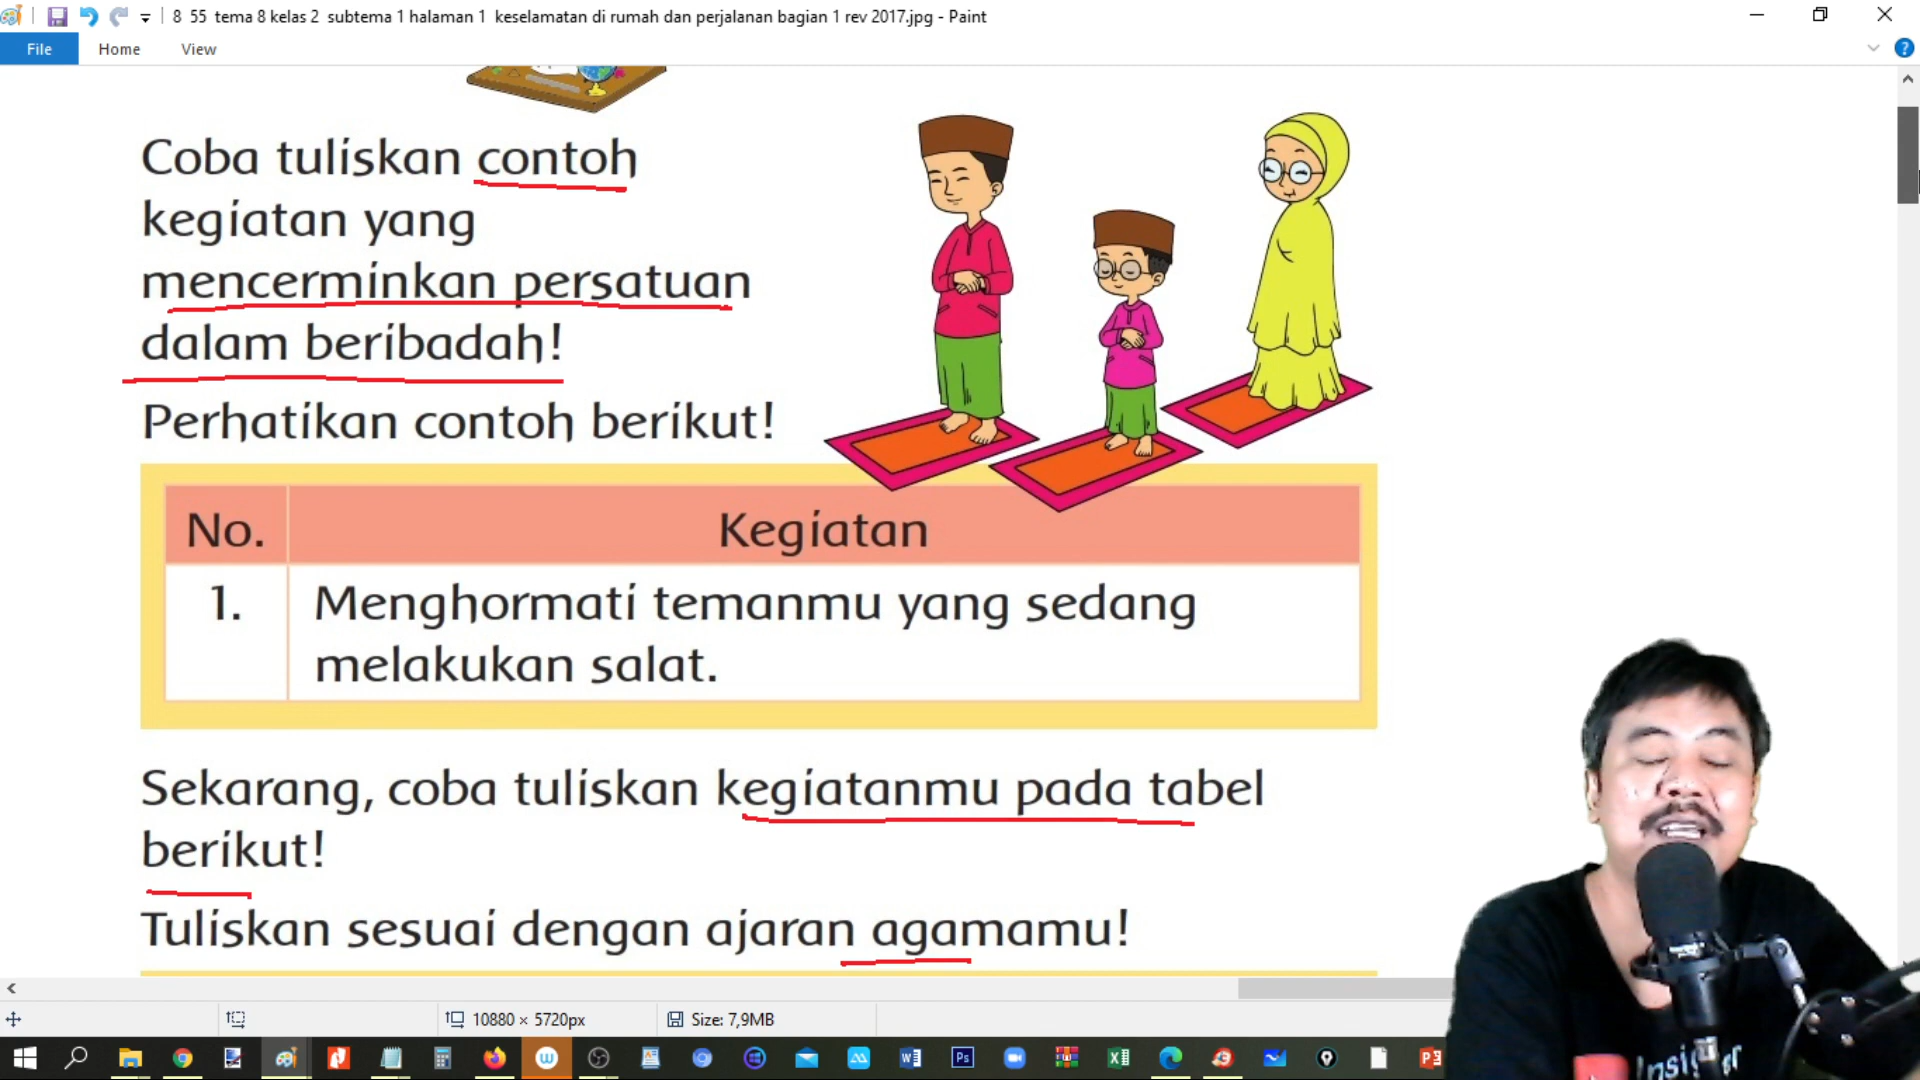 8 55 tema 8 kelas 2 subtema 1 halaman 1 keselamatan di rumah dan perjalanan bagian 1 rev 2017.jpg - Paint
File Home View
Coba tuliskan contoh
kegiatan yang
mencerminkan persatuan
dalam beribadah!
Perhatikan contoh berikut!
No. Kegiatan
1. Menghormati temanmu yang sedang
melakukan salat.
Sekarang, coba tuliskan kegiatanmu pada tabel
berikut!
Tuliskan sesuai dengan ajaran agamamu!
10880 × 5720px Size: 7,9MB